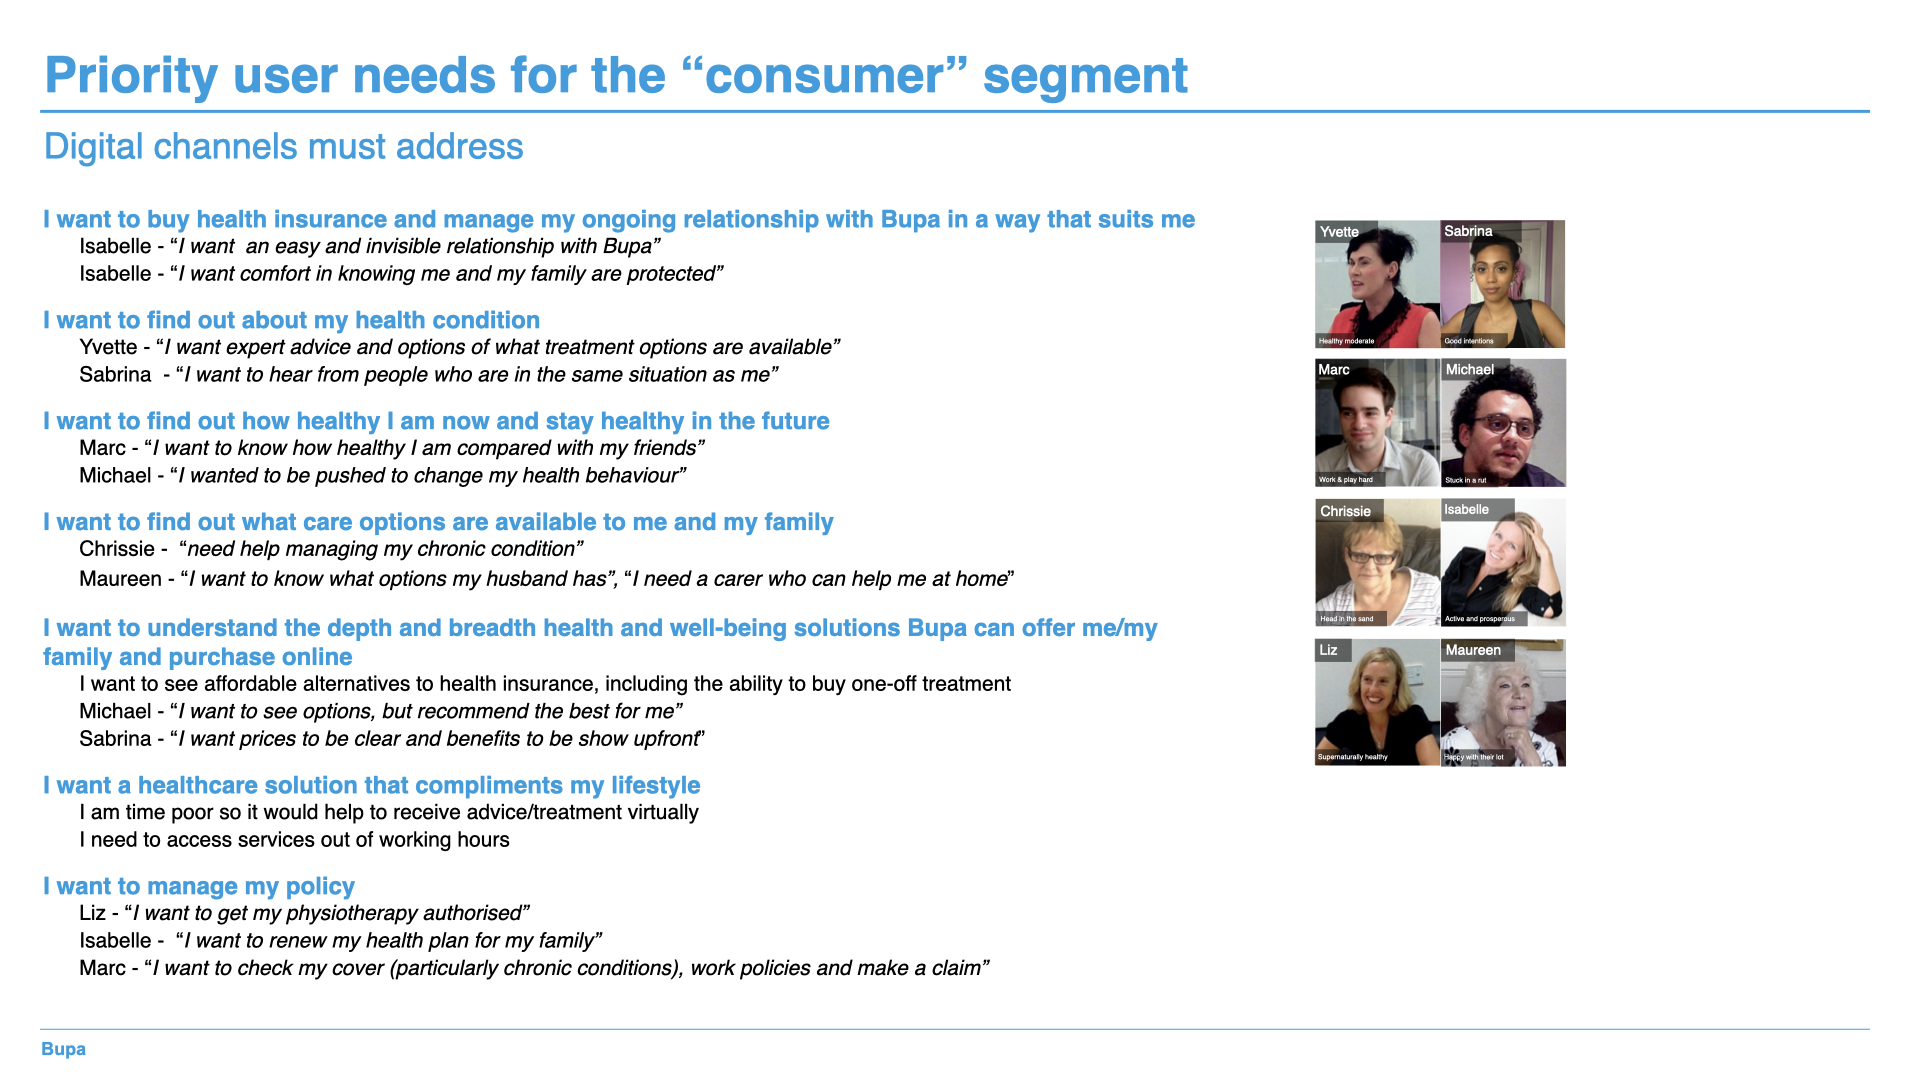 Priority user needs for the “consumer” segment
Digital channels must address
I want to buy health insurance and manage my ongoing relationship with Bupa in a way that suits me
Isabelle - “I want  an easy and invisible relationship with Bupa”
Isabelle - “I want comfort in knowing me and my family are protected”
I want to find out about my health condition
Yvette - “I want expert advice and options of what treatment options are available”
Sabrina  - “I want to hear from people who are in the same situation as me”
I want to find out how healthy I am now and stay healthy in the future
Marc - “I want to know how healthy I am compared with my friends”
Michael - “I wanted to be pushed to change my health behaviour”
I want to find out what care options are available to me and my family
Chrissie -  “need help managing my chronic condition”
Maureen - “I want to know what options my husband has”, “I need a carer who can help me at home”
I want to understand the depth and breadth health and well-being solutions Bupa can offer me/my
family and purchase online
I want to see affordable alternatives to health insurance, including the ability to buy one-off treatment
Michael - “I want to see options, but recommend the best for me”
Sabrina - “I want prices to be clear and benefits to be show upfront”
I want a healthcare solution that compliments my lifestyle
I am time poor so it would help to receive advice/treatment virtually
I need to access services out of working hours
I want to manage my policy
Liz - “I want to get my physiotherapy authorised”
Isabelle -  “I want to renew my health plan for my family”
Marc - “I want to check my cover (particularly chronic conditions), work policies and make a claim”
Yvette
Healthy moderate
Sabrina
Good intentions
Marc
Work & play hard
Michael
Stuck in a rut
Chrissie
Head in the sand
Isabelle
Active and prosperous
Liz
Supernaturally healthy
Maureen
Happy with their lot
Bupa